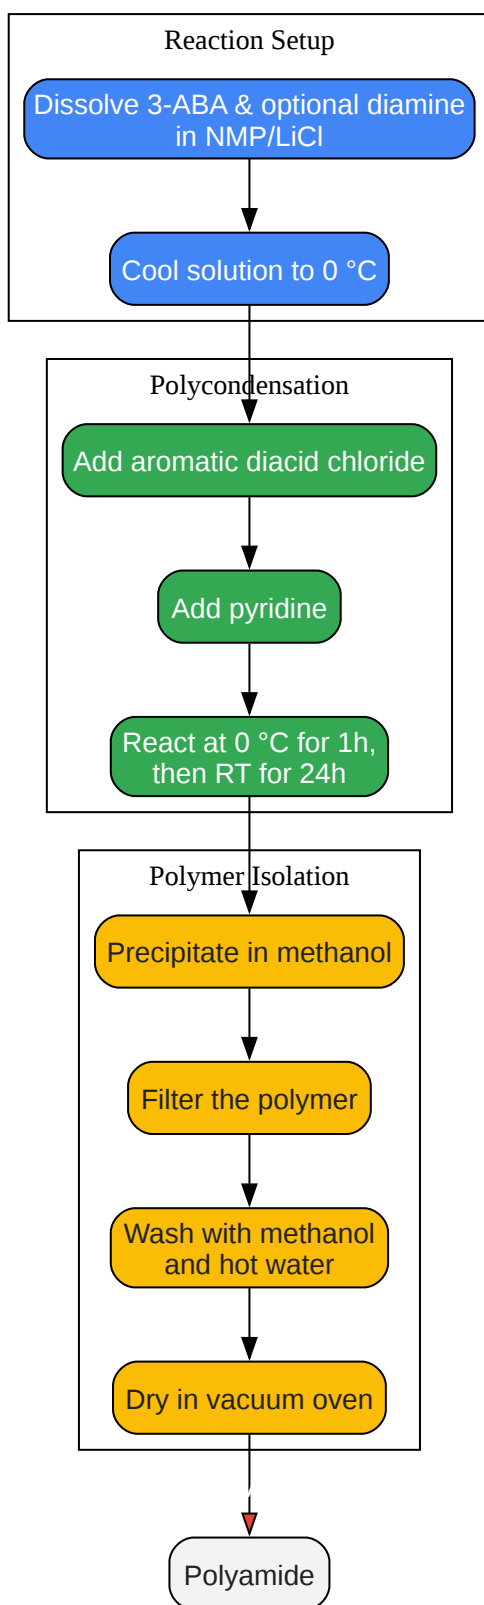 Reaction Setup
Dissolve 3-ABA & optional diamine
in NMP/LiCl
Cool solution to 0 °C
Polycondensation
Add aromatic diacid chloride
Add pyridine
React at 0 °C for 1h,
then RT for 24h
Polymer Isolation
Precipitate in methanol
Filter the polymer
Wash with methanol
and hot water
Dry in vacuum oven
Polyamide